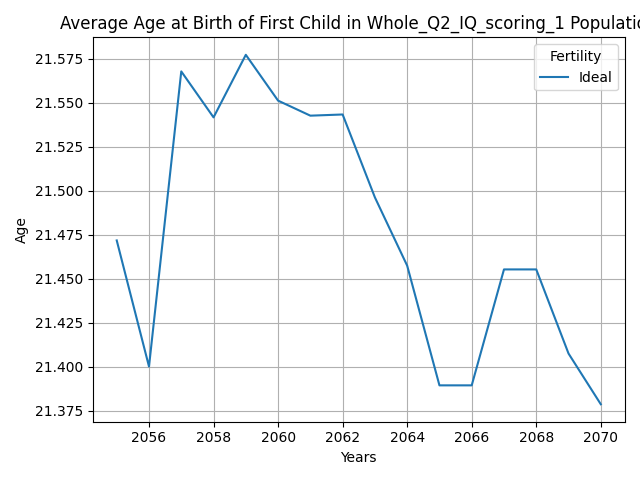 Average Age at Birth of First Child in Whole_Q2_IQ_scoring_1 Populatio
Fertility
Ideal
21.575
21.550
21.525
21.500
21.475
21.450
21.425
21.400
21.375
Age
2056 2058 2060 2062 2064 2066 2068 2070
Years